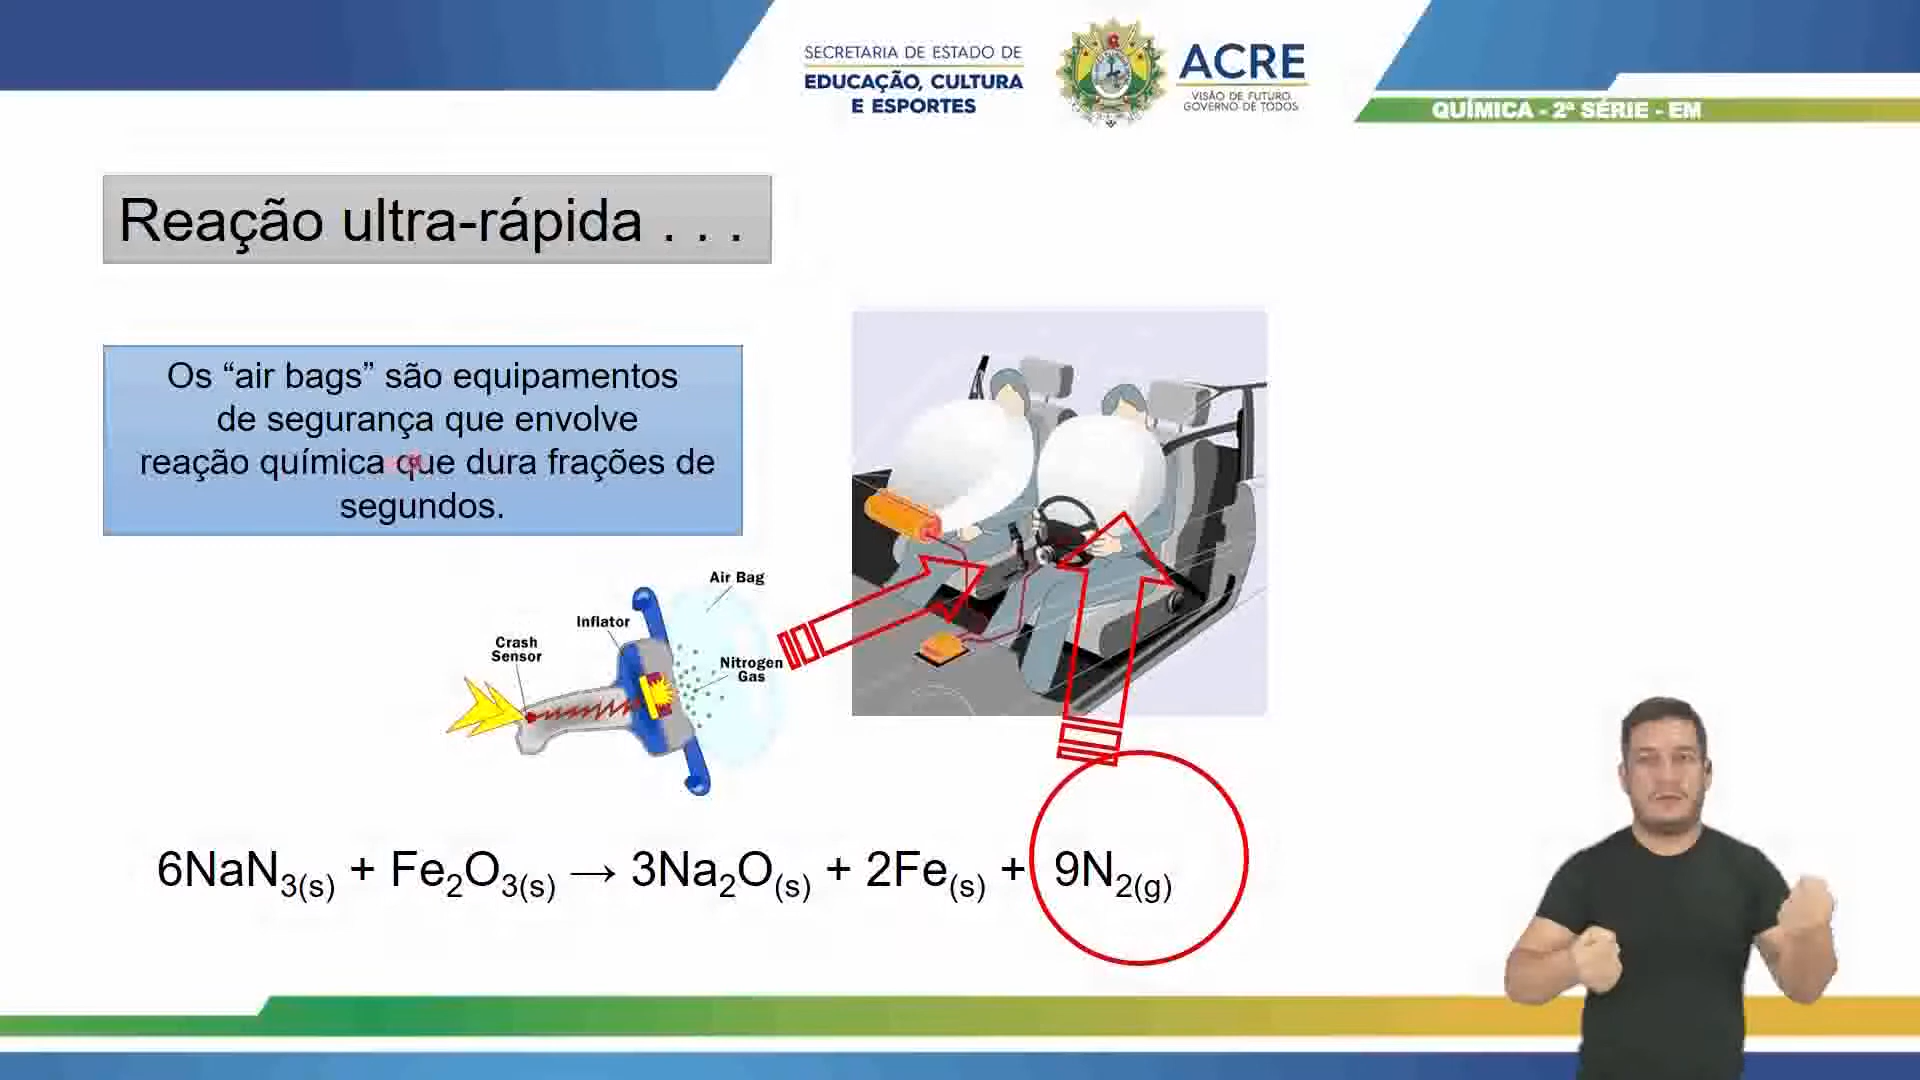 SECRETARIA DE ESTADO DE
EDUCAÇÃO, CULTURA
E ESPORTES
ACRE
VISÃO DE FUTURO,
GOVERNO DE TODOS
QUÍMICA - 2ª SÉRIE - EM
Reação ultra-rápida . . .
Os “air bags” são equipamentos
de segurança que envolve
reação química que dura frações de
segundos.
Air Bag
Inflator
Crash
Sensor
Nitrogen
Gas
6NaN₃(s) + Fe₂O₃(s) → 3Na₂O(s) + 2Fe(s) + 9N₂(g)